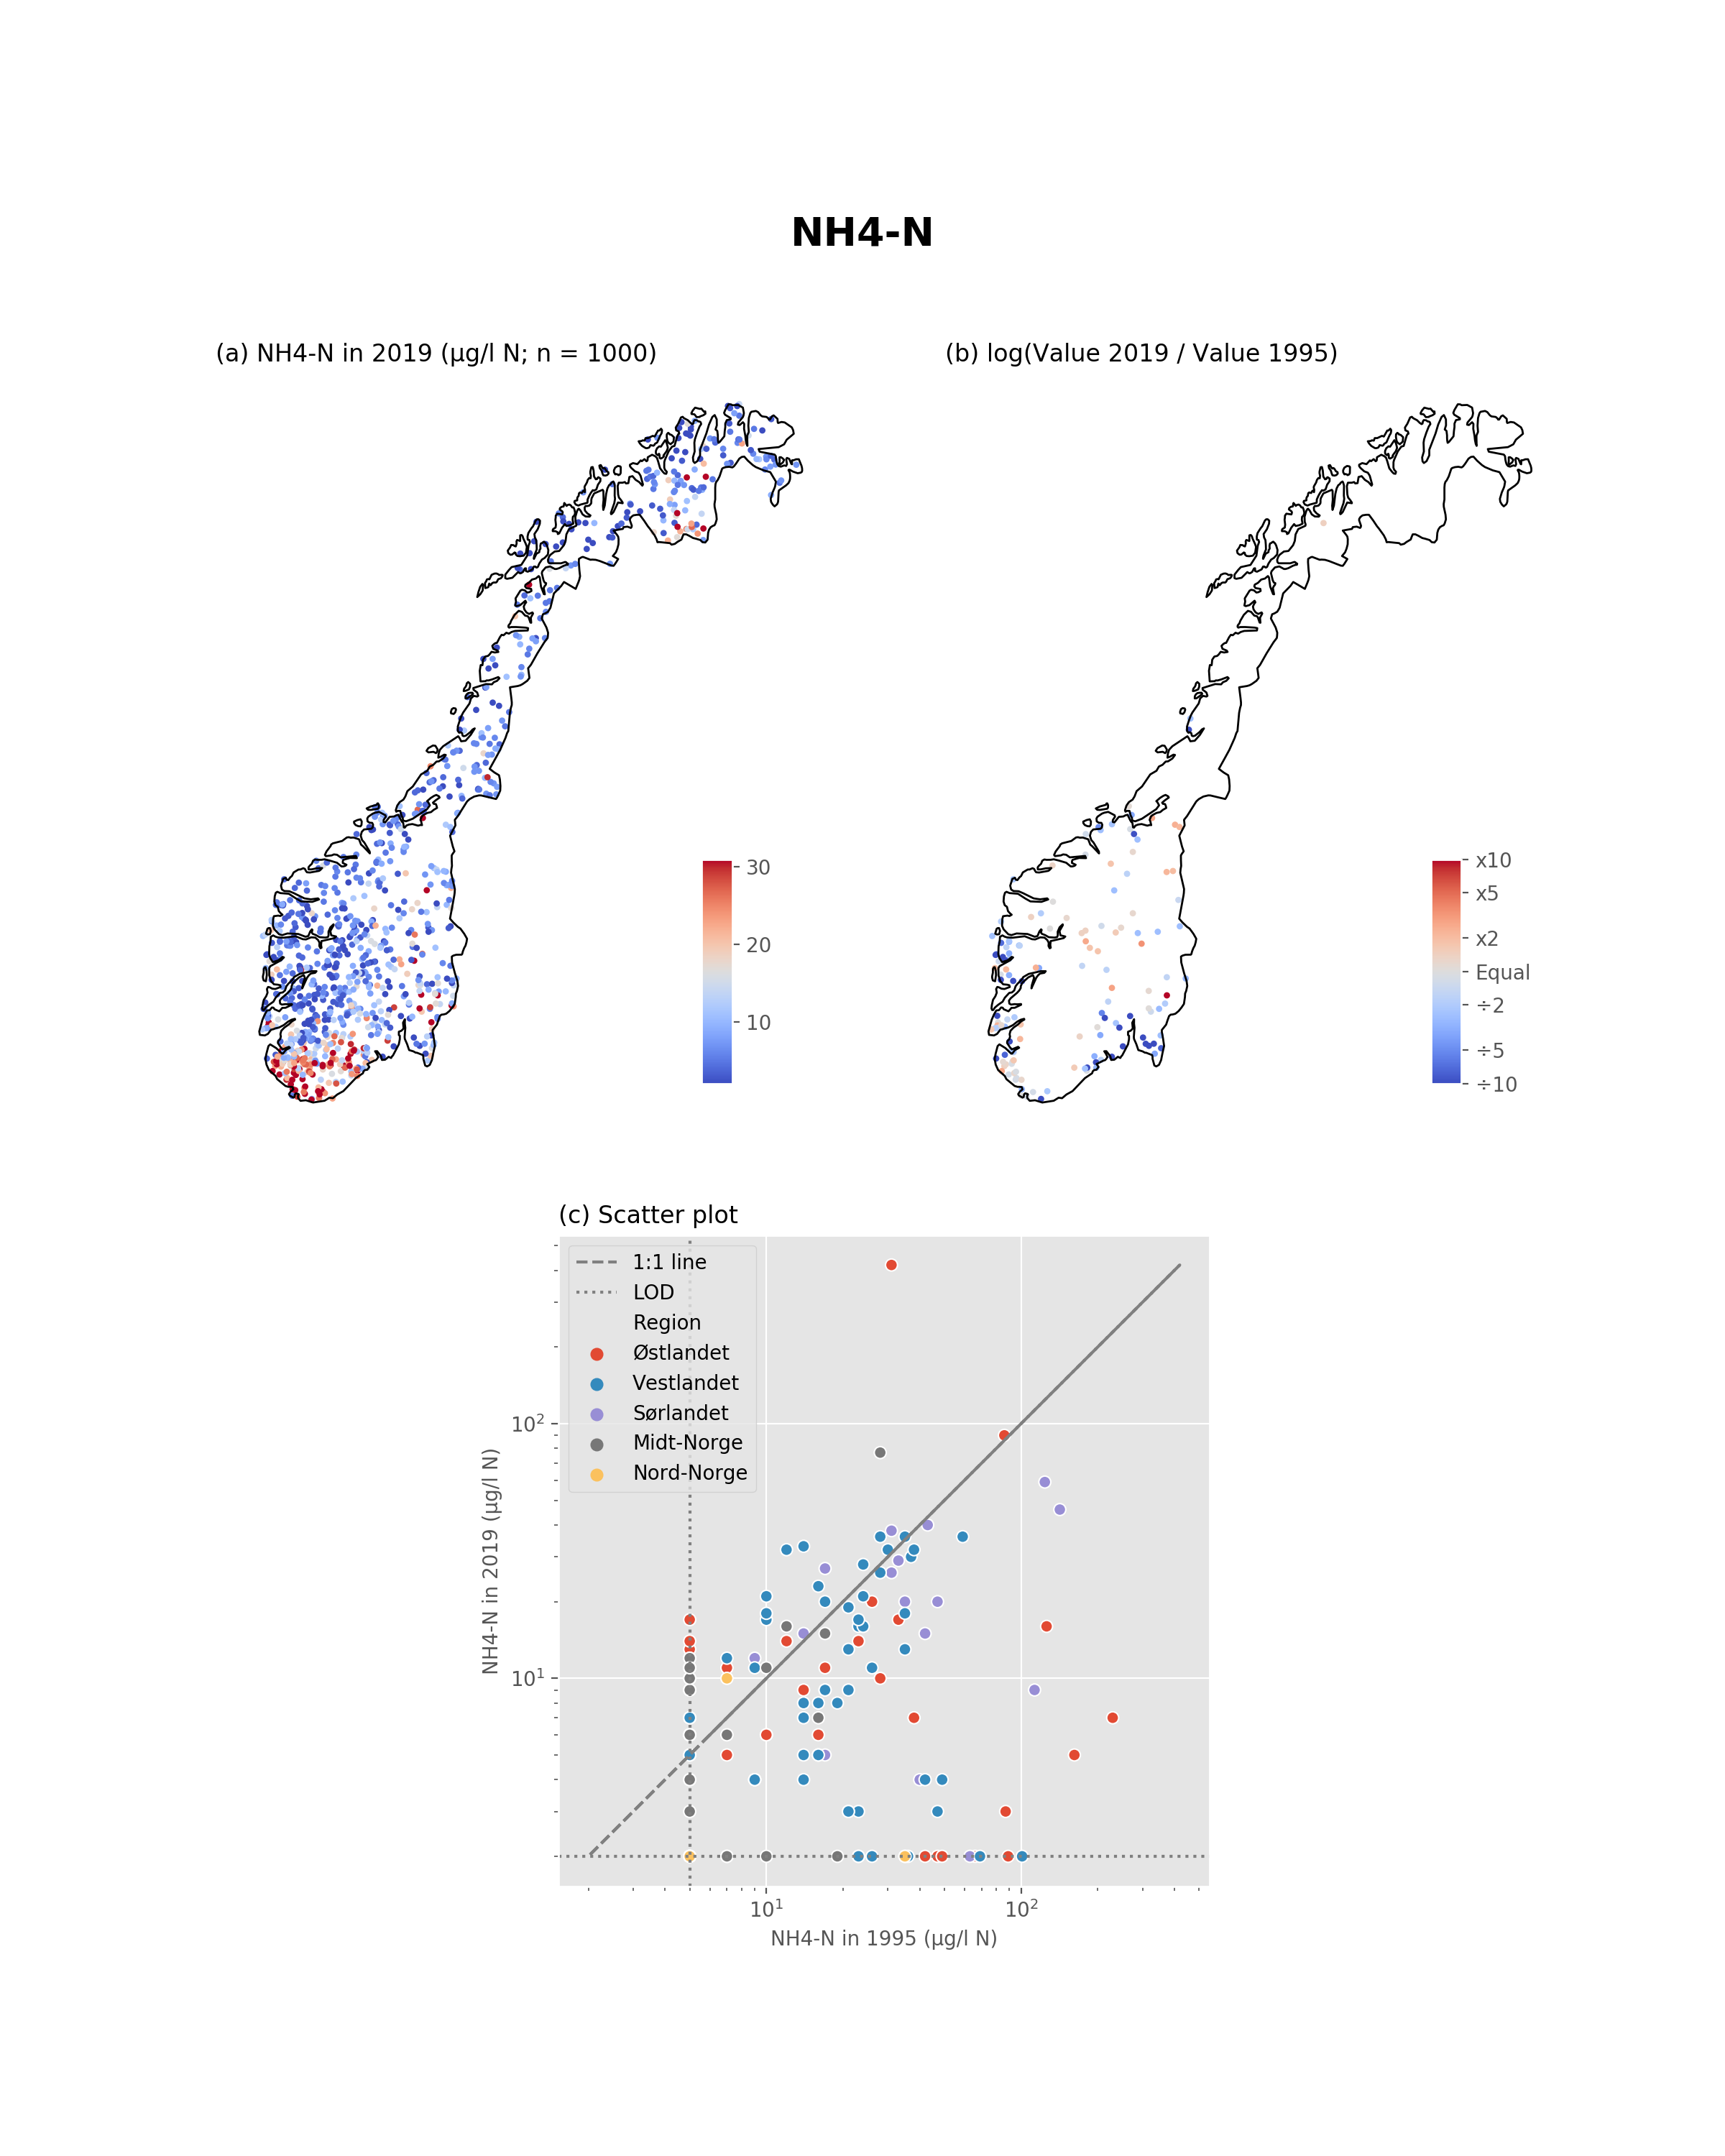 NH4-N
(a) NH4-N in 2019 (µg/l N; n = 1000)
30
20
10
(b) log(Value 2019 / Value 1995)
x10
x5
x2
Equal
÷2
÷5
÷10
(c) Scatter plot
1:1 line
LOD
Region
Østlandet
Vestlandet
Sørlandet
Midt-Norge
Nord-Norge
NH4-N in 2019 (µg/l N)
10²
10¹
10¹
10²
NH4-N in 1995 (µg/l N)